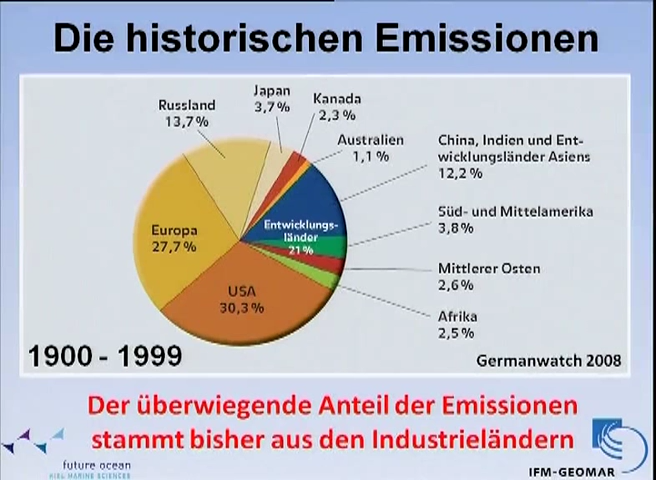 Die historischen Emissionen
Russland
13,7 %
Japan
3,7 %
Kanada
2,3 %
Australien
1,1 %
China, Indien und Ent-
wicklungsländer Asiens
12,2 %
Europa
27,7 %
Entwicklungs-
länder
21 %
Süd- und Mittelamerika
3,8 %
USA
30,3 %
Mittlerer Osten
2,6 %
Afrika
2,5 %
1900 - 1999
Germanwatch 2008
Der überwiegende Anteil der Emissionen
stammt bisher aus den Industrieländern
future ocean
KIEL MARINE SCIENCES
IFM-GEOMAR